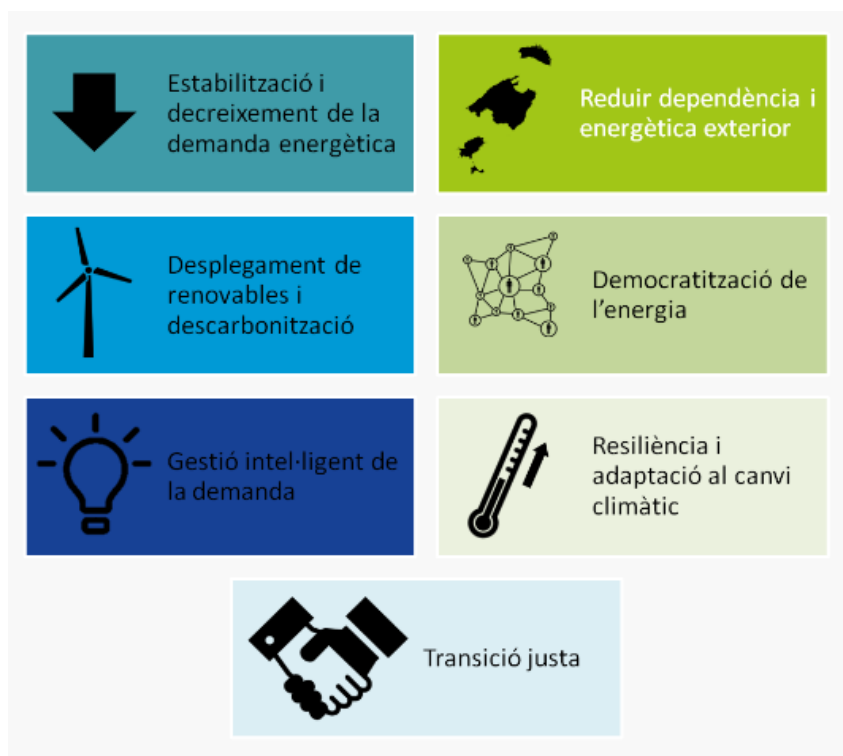 Estabilització i
decreixement de la
demanda energètica
Reduir dependència i
energètica exterior
Desplegament de
renovables i
descarbonització
Democratització de
l'energia
Gestió intel·ligent de
la demanda
Resiliència i
adaptació al canvi
climàtic
Transició justa